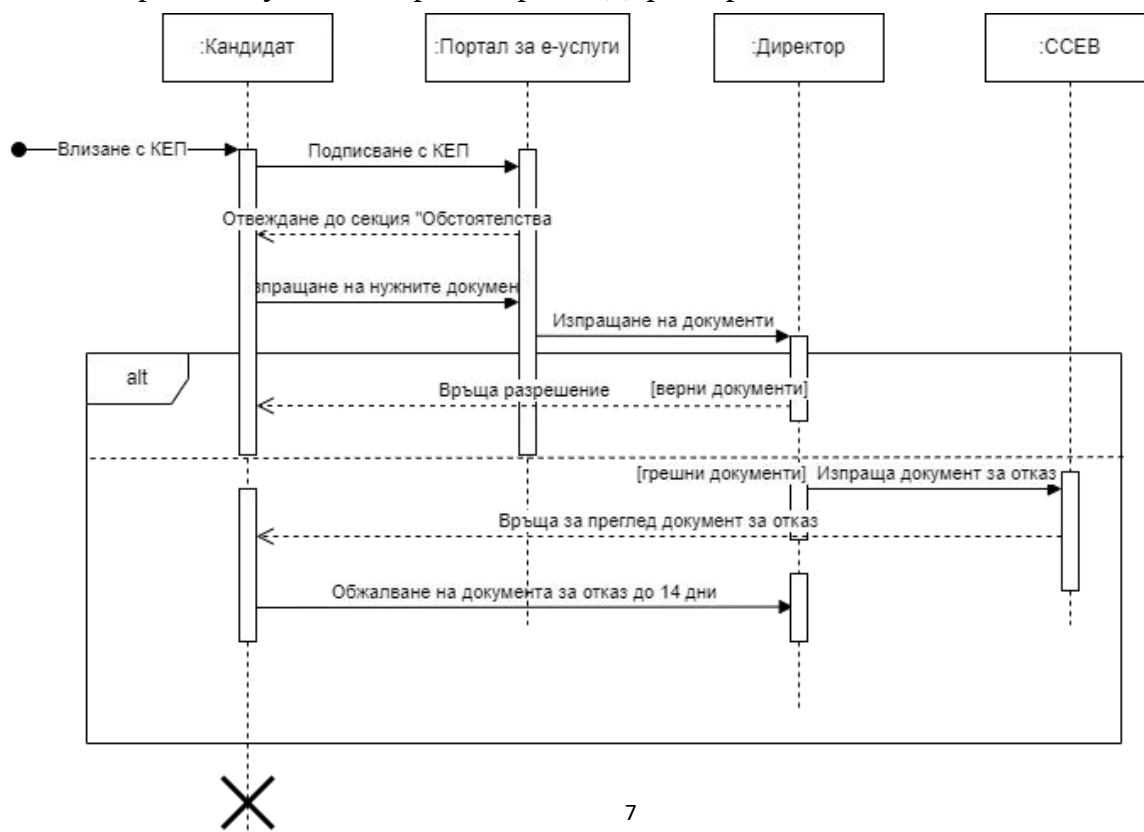 :Кандидат
:Портал за е-услуги
:Директор
:ССЕВ
Влизане с КЕП
Подписване с КЕП
Отвеждане до секция "Обстоятелства
зпращане на нужните докумен
Изпращане на документи
alt
Връща разрешение
[верни документи]
[грешни документи]
Изпраща документ за отказ
Връща за преглед документ за отказ
Обжалване на документа за отказ до 14 дни
7